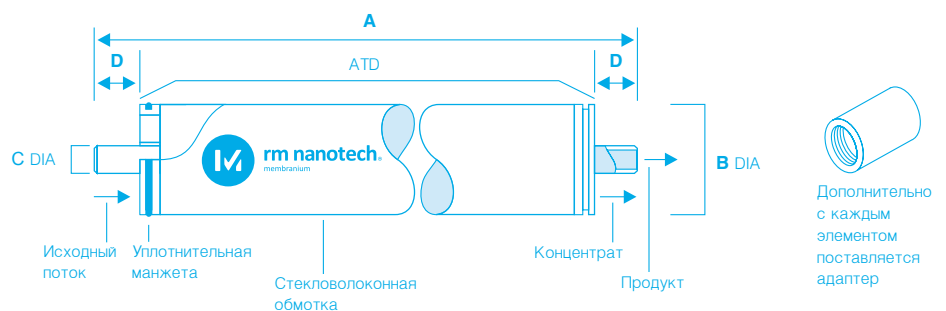 A
D
ATD
D
C DIA
rm nanotech®
membranium
B DIA
Исходный
поток
Уплотнительная
манжета
Стекловолоконная
обмотка
Концентрат
Продукт
Дополнительно
с каждым
элементом
поставляется
адаптер